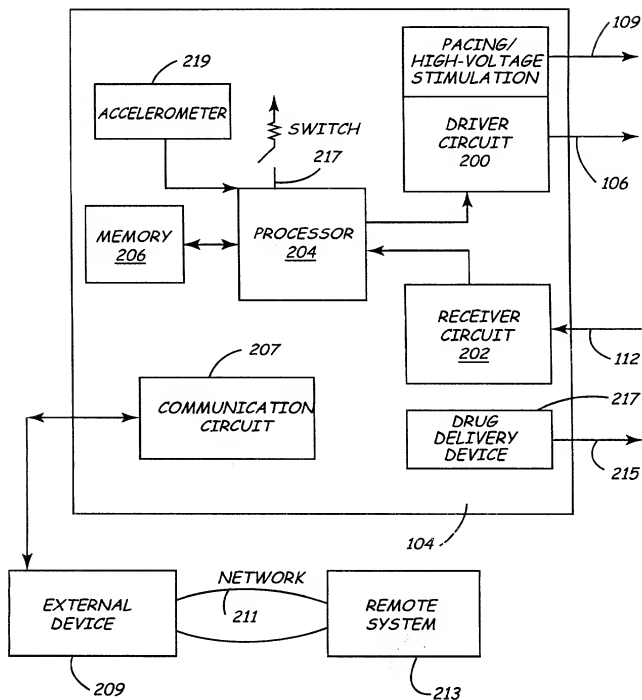 219
ACCELEROMETER
SWITCH
217
PACING/
HIGH-VOLTAGE
STIMULATION
109
DRIVER
CIRCUIT
200
106
MEMORY
206
PROCESSOR
204
RECEIVER
CIRCUIT
202
112
207
COMMUNICATION
CIRCUIT
217
DRUG
DELIVERY
DEVICE
215
104
EXTERNAL
DEVICE
209
NETWORK
211
REMOTE
SYSTEM
213